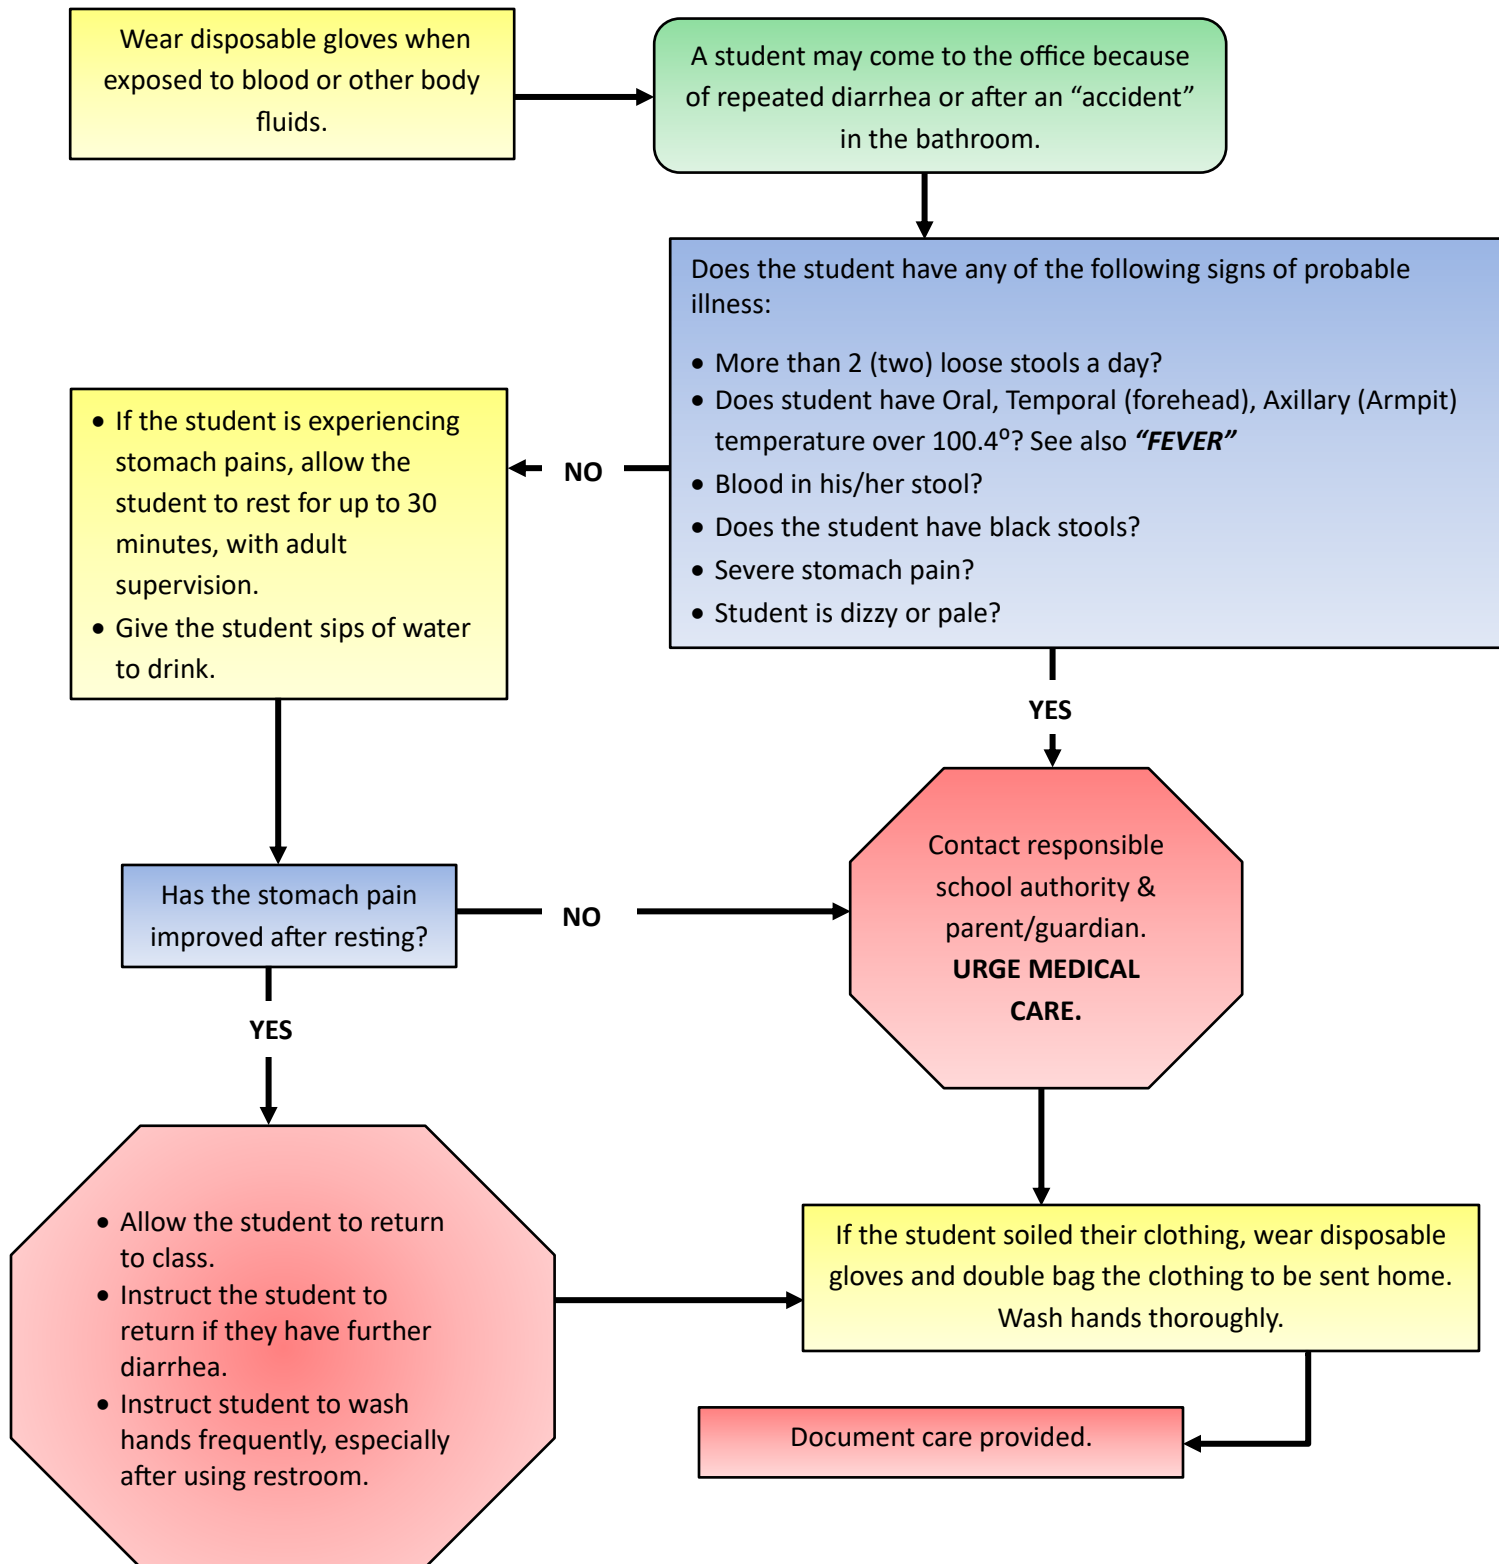 Wear disposable gloves when
exposed to blood or other body
fluids.
A student may come to the office because
of repeated diarrhea or after an “accident”
in the bathroom.
Does the student have any of the following signs of probable
illness:
• More than 2 (two) loose stools a day?
• Does student have Oral, Temporal (forehead), Axillary (Armpit)
temperature over 100.4⁰? See also “FEVER”
• Blood in his/her stool?
• Does the student have black stools?
• Severe stomach pain?
• Student is dizzy or pale?
NO
• If the student is experiencing
stomach pains, allow the
student to rest for up to 30
minutes, with adult
supervision.
• Give the student sips of water
to drink.
YES
Contact responsible
school authority &
parent/guardian.
URGE MEDICAL
CARE.
Has the stomach pain
improved after resting?
NO
YES
• Allow the student to return
to class.
• Instruct the student to
return if they have further
diarrhea.
• Instruct student to wash
hands frequently, especially
after using restroom.
If the student soiled their clothing, wear disposable
gloves and double bag the clothing to be sent home.
Wash hands thoroughly.
Document care provided.